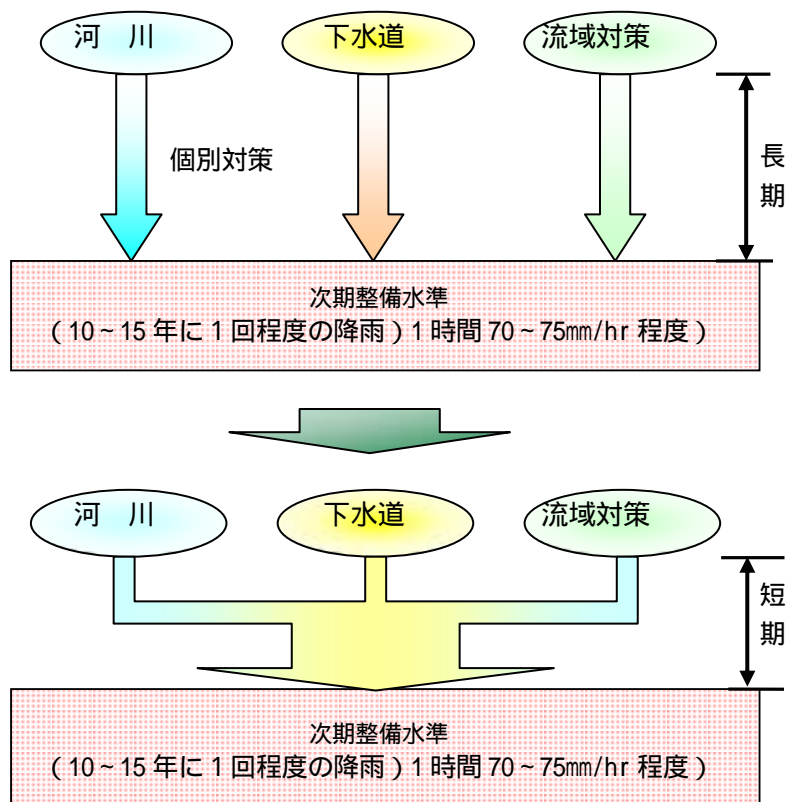 河　川
下水道
流域対策
個別対策
長期
次期整備水準
（10～15年に1回程度の降雨）1時間70～75㎜/hr 程度）
河　川
下水道
流域対策
短期
次期整備水準
（10～15年に1回程度の降雨）1時間70～75㎜/hr 程度）